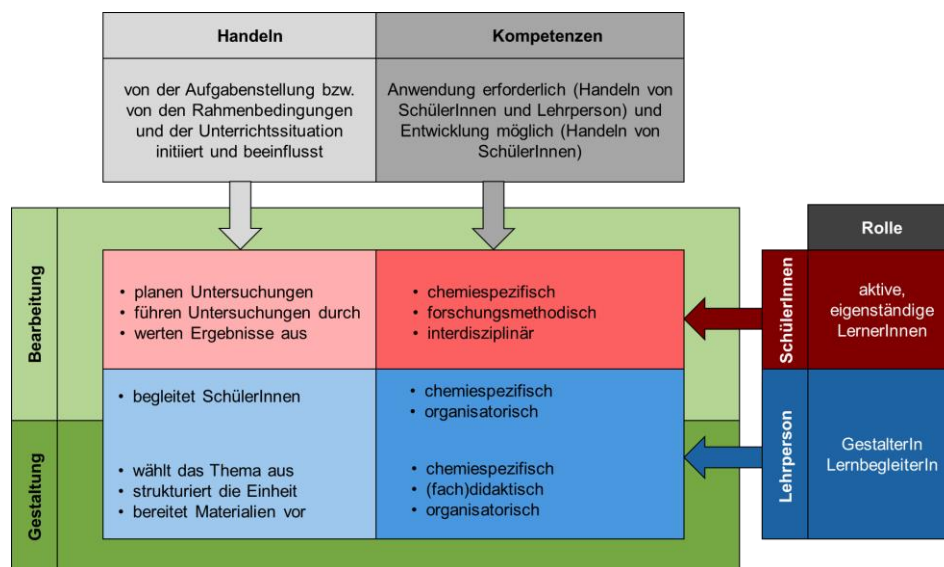 Handeln
Kompetenzen
von der Aufgabenstellung bzw.
von den Rahmenbedingungen
und der Unterrichtssituation
initiiert und beeinflusst
Anwendung erforderlich (Handeln von
SchülerInnen und Lehrperson) und
Entwicklung möglich (Handeln von
SchülerInnen)
Rolle
Bearbeitung
• planen Untersuchungen
• führen Untersuchungen durch
• werten Ergebnisse aus
• chemiespezifisch
• forschungsmethodisch
• interdisziplinär
SchülerInnen
aktive,
eigenständige
LernerInnen
• begleitet SchülerInnen
• chemiespezifisch
• organisatorisch
Gestaltung
• wählt das Thema aus
• strukturiert die Einheit
• bereitet Materialien vor
• chemiespezifisch
• (fach)didaktisch
• organisatorisch
Lehrperson
GestalterIn
LernbegleiterIn